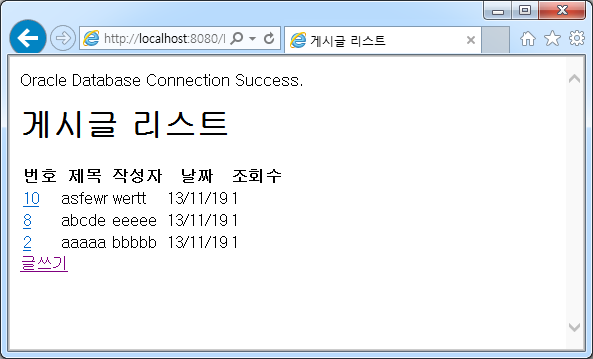 http://localhost:8080/
게시글 리스트
Oracle Database Connection Success.
게시글 리스트
번호 제목 작성자 날짜 조회수
10 asfewr wertt 13/11/19 1
8 abcde eeeee 13/11/19 1
2 aaaaa bbbbb 13/11/19 1
글쓰기